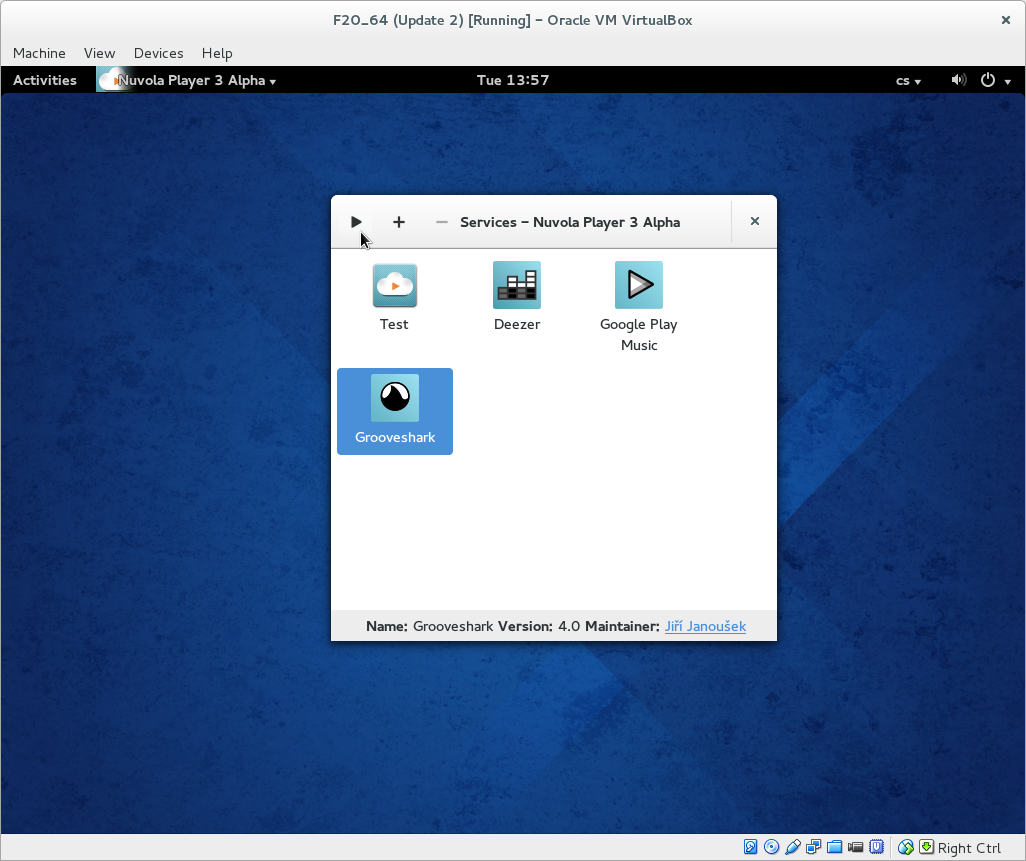 F20_64 (Update 2) [Running] – Oracle VM VirtualBox
Machine View Devices Help
Activities Nuvola Player 3 Alpha Tue 13:57 cs
Services – Nuvola Player 3 Alpha
Test Deezer Google Play
Music
Grooveshark
Name: Grooveshark Version: 4.0 Maintainer: Jiří Janoušek
Right Ctrl